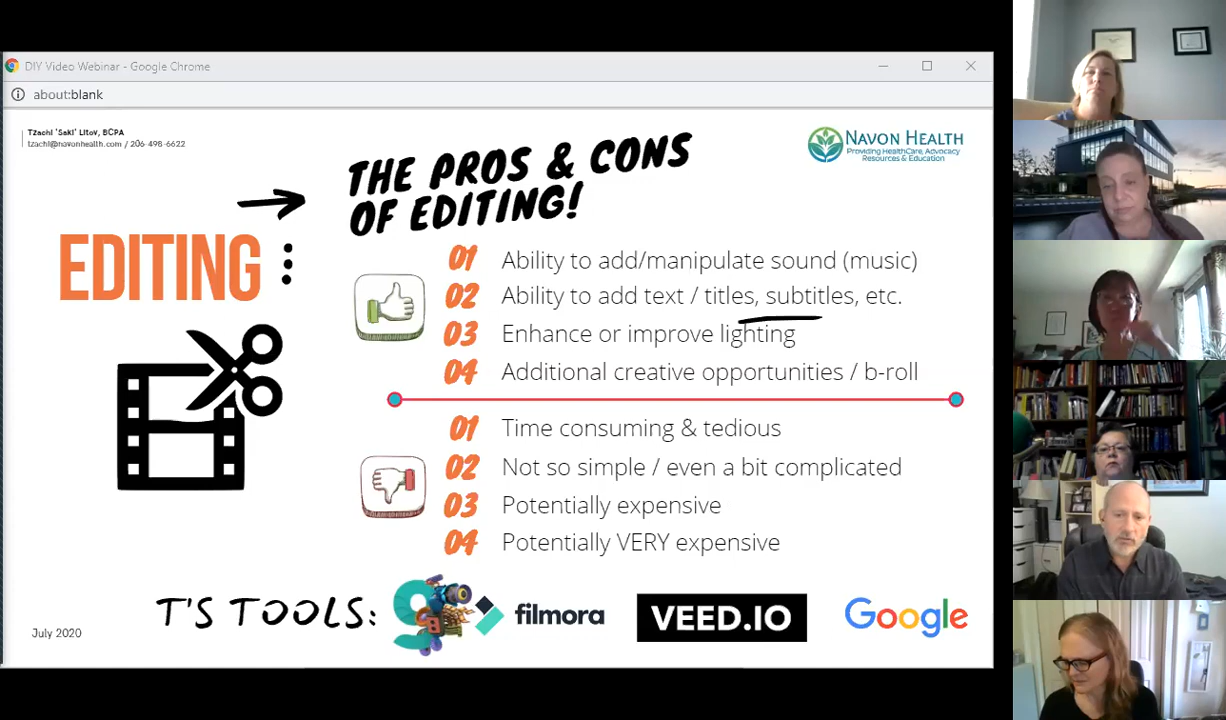 DIY Video Webinar - Google Chrome
about:blank
Tzachi 'Saki' Litov, BCPA
tzachi@navonhealth.com / 206-498-6622
NAVON HEALTH
Providing HealthCare, Advocacy
Resources & Education
THE PROS & CONS
OF EDITING!
EDITING:
01 Ability to add/manipulate sound (music)
02 Ability to add text / titles, subtitles, etc.
03 Enhance or improve lighting
04 Additional creative opportunities / b-roll
01 Time consuming & tedious
02 Not so simple / even a bit complicated
03 Potentially expensive
04 Potentially VERY expensive
T'S TOOLS: 9 filmora VEED.IO Google
July 2020